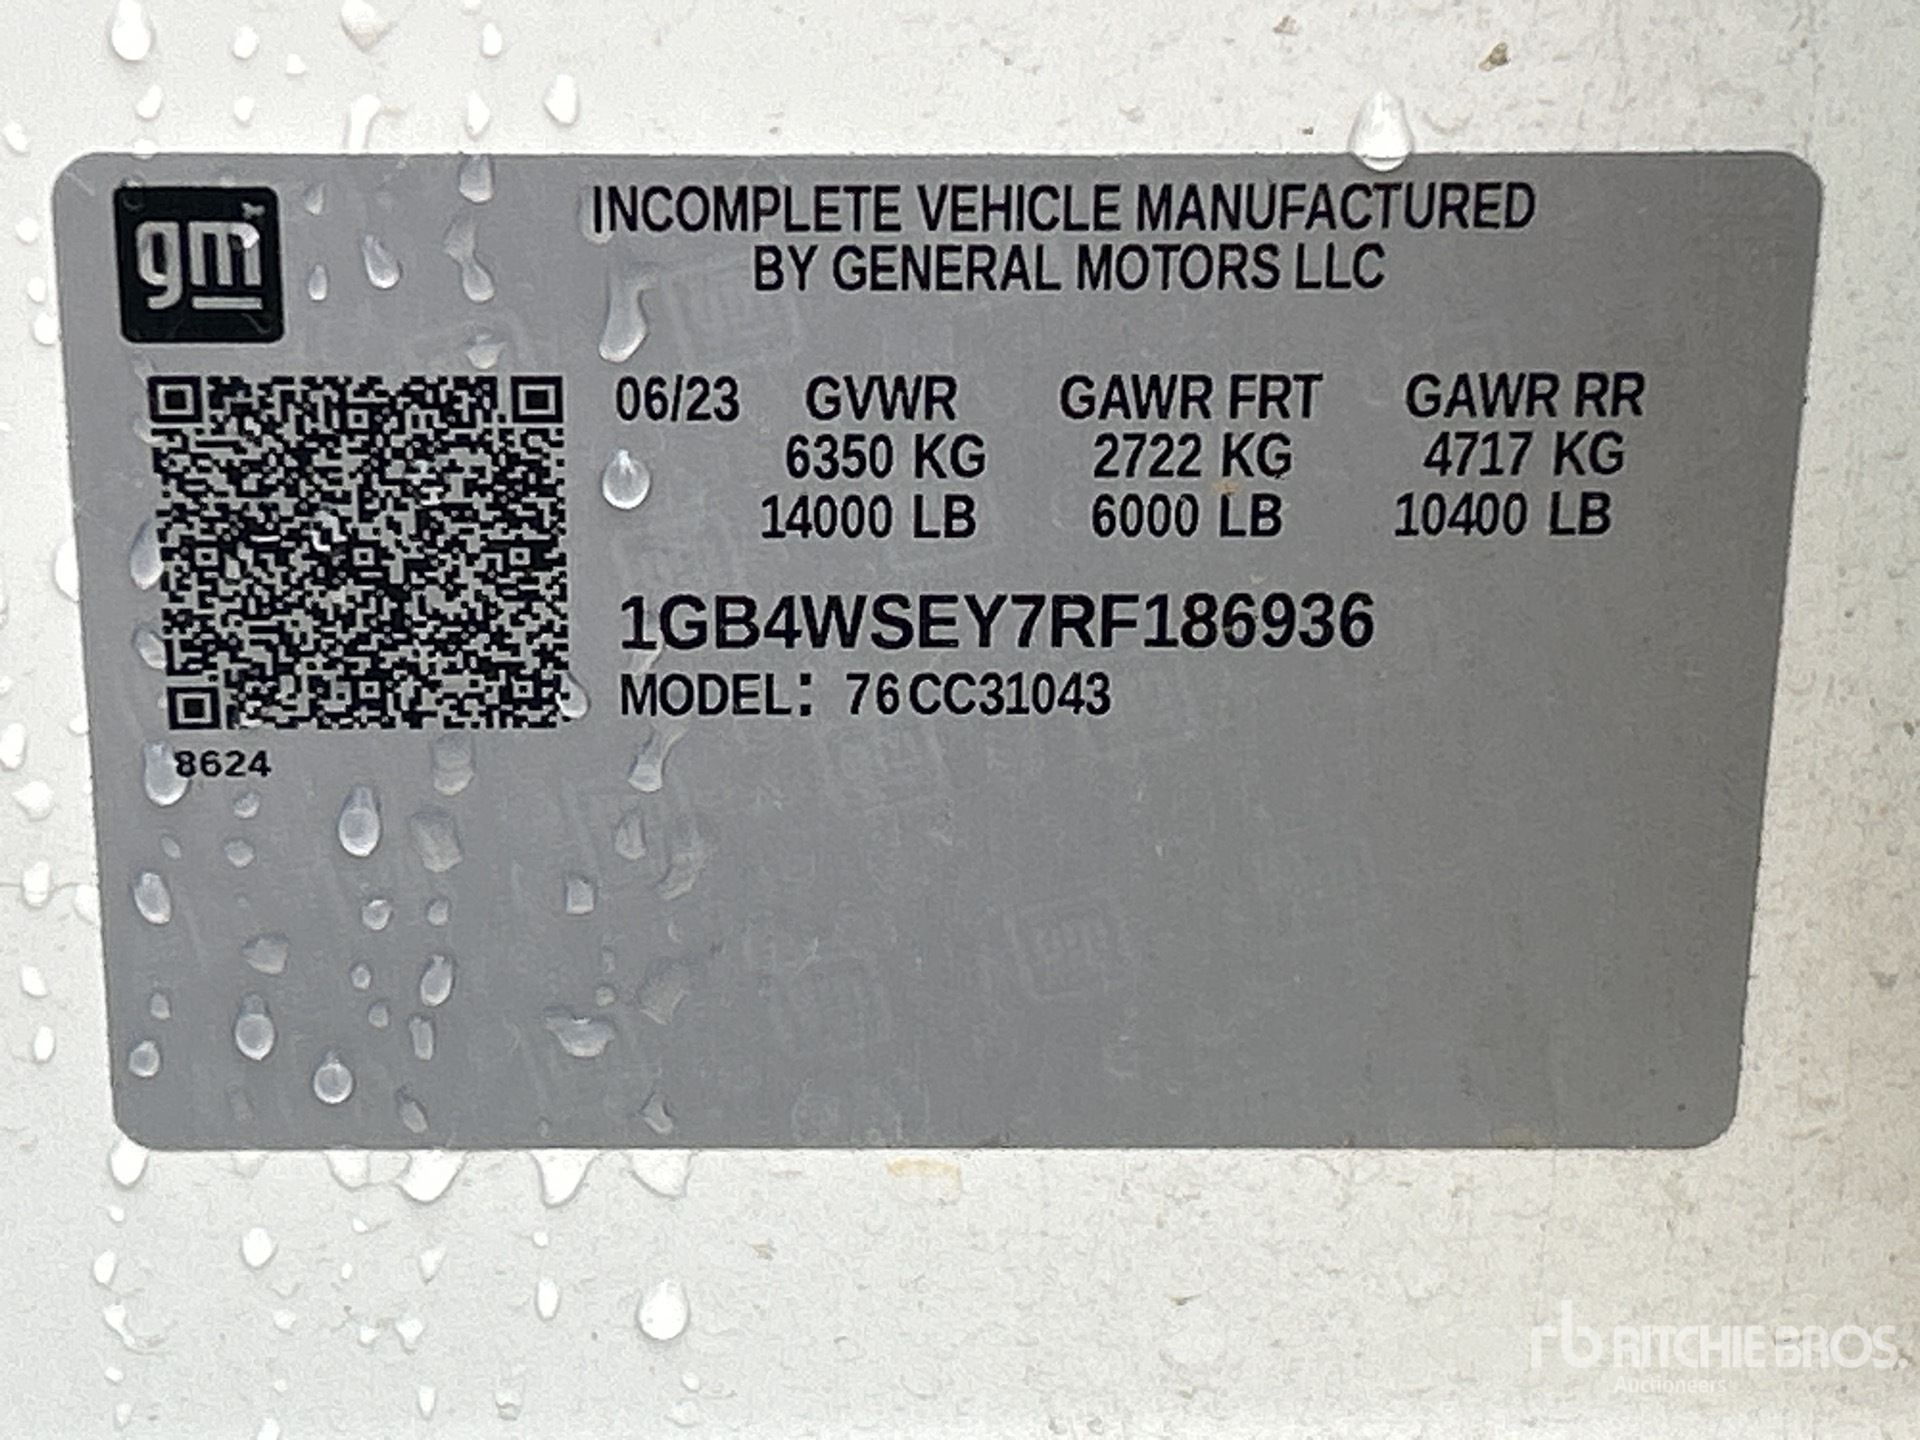 gm
INCOMPLETE VEHICLE MANUFACTURED
BY GENERAL MOTORS LLC
06/23 GVWR GAWR FRT GAWR RR
6350 KG 2722 KG 4717 KG
14000 LB 6000 LB 10400 LB
1GB4WSEY7RF186936
MODEL: 76CC31043
8624
rb RITCHIE BROS.
Auctioneers